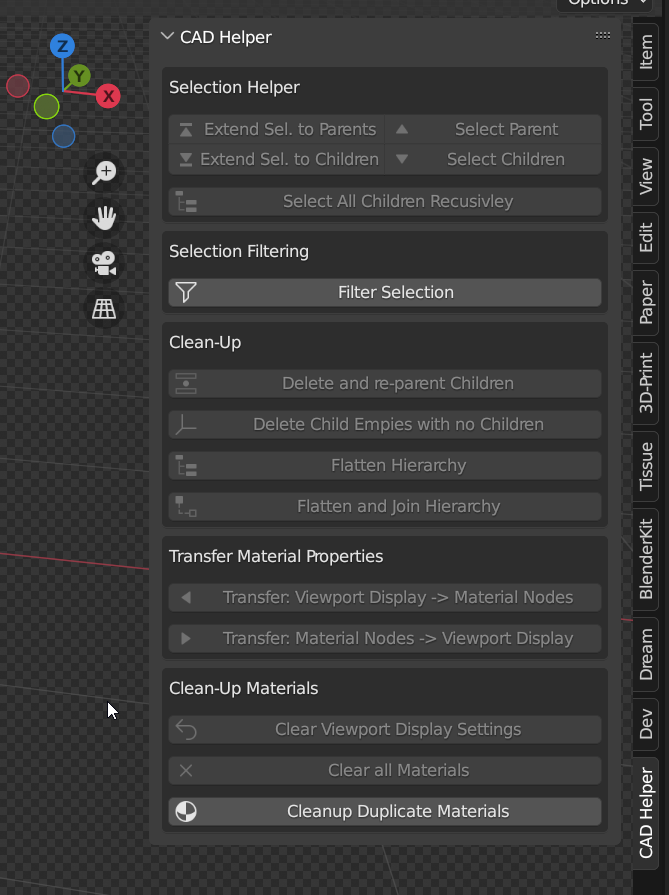 Options
CAD Helper
Selection Helper
Extend Sel. to Parents Select Parent
Extend Sel. to Children Select Children
Select All Children Recusivley
Selection Filtering
Filter Selection
Clean-Up
Delete and re-parent Children
Delete Child Empies with no Children
Flatten Hierarchy
Flatten and Join Hierarchy
Transfer Material Properties
Transfer: Viewport Display -> Material Nodes
Transfer: Material Nodes -> Viewport Display
Clean-Up Materials
Clear Viewport Display Settings
Clear all Materials
Cleanup Duplicate Materials
Z
Y
X
Item
Tool
View
Edit
Paper
3D-Print
Tissue
BlenderKit
Dream
Dev
CAD Helper